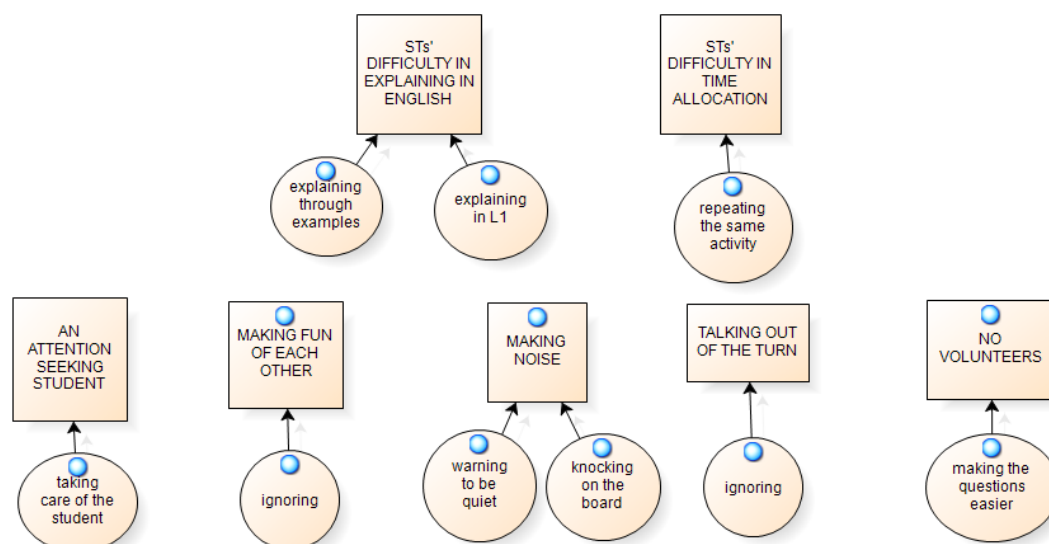 STs'
DIFFICULTY IN
EXPLAINING IN
ENGLISH
STs'
DIFFICULTY IN
TIME
ALLOCATION
explaining
through
examples
explaining
in L1
repeating
the same
activity
AN
ATTENTION
SEEKING
STUDENT
MAKING FUN
OF EACH
OTHER
MAKING
NOISE
TALKING OUT
OF THE TURN
NO
VOLUNTEERS
taking
care of the
student
ignoring
warning
to be
quiet
knocking
on the
board
ignoring
making the
questions
easier